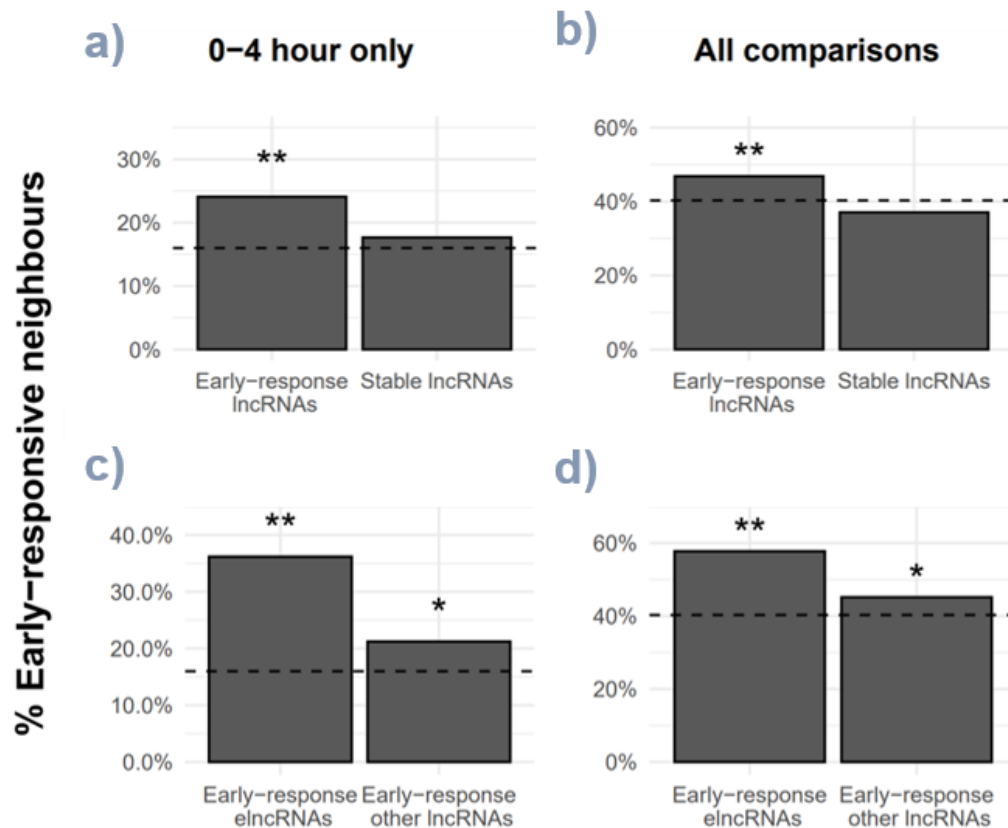 % Early−responsive neighbours
a)
0−4 hour only
30%
20%
10%
0%
**
Early−response
lncRNAs
Stable lncRNAs
b)
All comparisons
60%
40%
20%
0%
**
Early−response
lncRNAs
Stable lncRNAs
c)
40.0%
30.0%
20.0%
10.0%
0.0%
**
*
Early−response
elncRNAs
Early−response
other lncRNAs
d)
60%
40%
20%
0%
**
*
Early−response
elncRNAs
Early−response
other lncRNAs